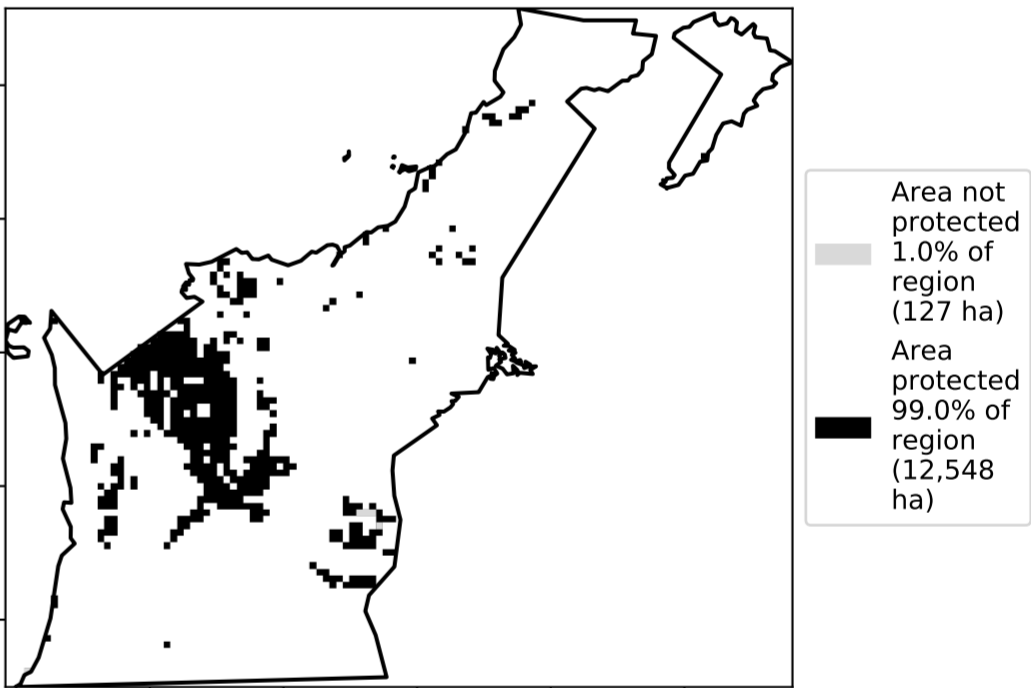 Area not
protected
1.0% of
region
(127 ha)
Area
protected
99.0% of
region
(12,548
ha)